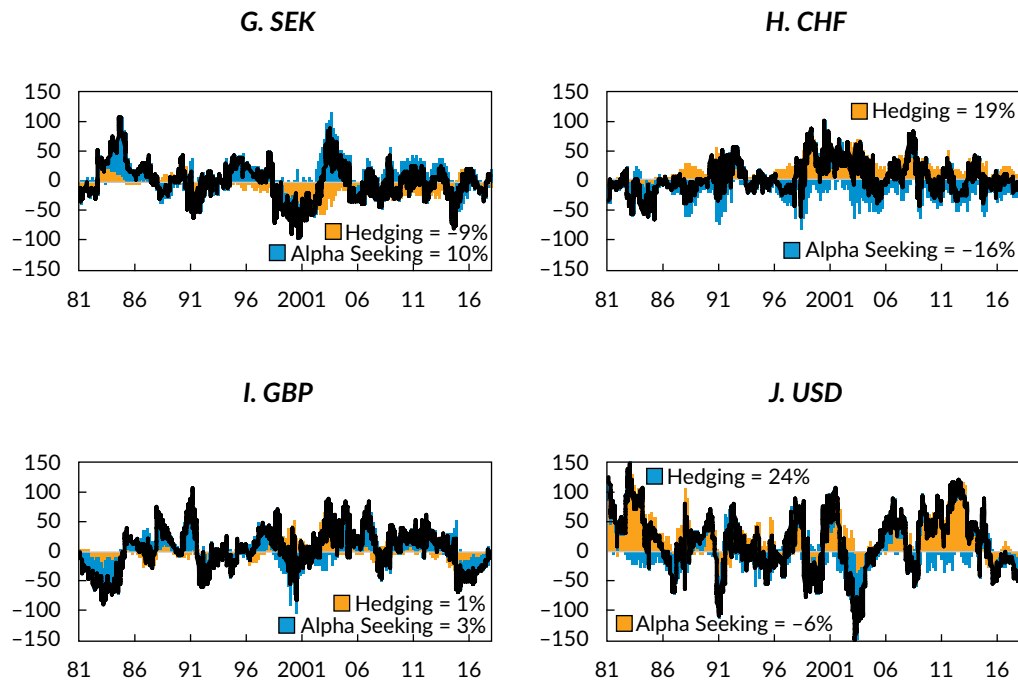 G. SEK
150
100
50
0
−50
−100
−150
Hedging = −9%
Alpha Seeking = 10%
81 86 91 96 2001 06 11 16
H. CHF
150
100
50
0
−50
−100
−150
Hedging = 19%
Alpha Seeking = −16%
81 86 91 96 2001 06 11 16
I. GBP
150
100
50
0
−50
−100
−150
Hedging = 1%
Alpha Seeking = 3%
81 86 91 96 2001 06 11 16
J. USD
150
100
50
0
−50
−100
−150
Hedging = 24%
Alpha Seeking = −6%
81 86 91 96 2001 06 11 16